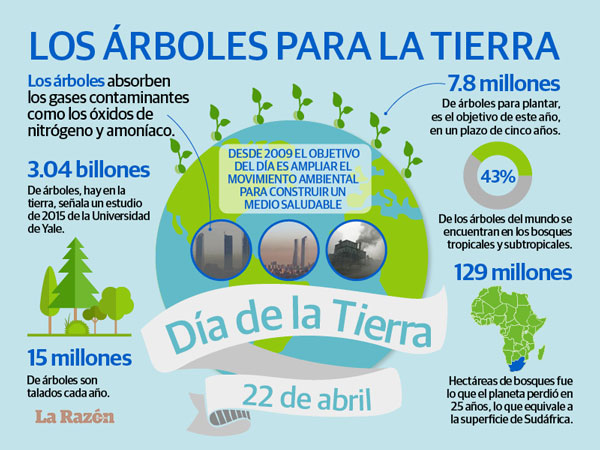 LOS ÁRBOLES PARA LA TIERRA
Los árboles absorben
los gases contaminantes
como los óxidos de
nitrógeno y amoníaco.
3.04 billones
De árboles, hay en la
tierra, señala un estudio
de 2015 de la Universidad
de Yale.
15 millones
De árboles son
talados cada año.
La Razón
DESDE 2009 EL OBJETIVO
DEL DÍA ES AMPLIAR EL
MOVIMIENTO AMBIENTAL
PARA CONSTRUIR UN
MEDIO SALUDABLE
Día de la Tierra
22 de abril
7.8 millones
De árboles para plantar,
es el objetivo de este año,
en un plazo de cinco años.
43%
De los árboles del mundo se
encuentran en los bosques
tropicales y subtropicales.
129 millones
Hectáreas de bosques fue
lo que el planeta perdió en
25 años, lo que equivale a
la superficie de Sudáfrica.